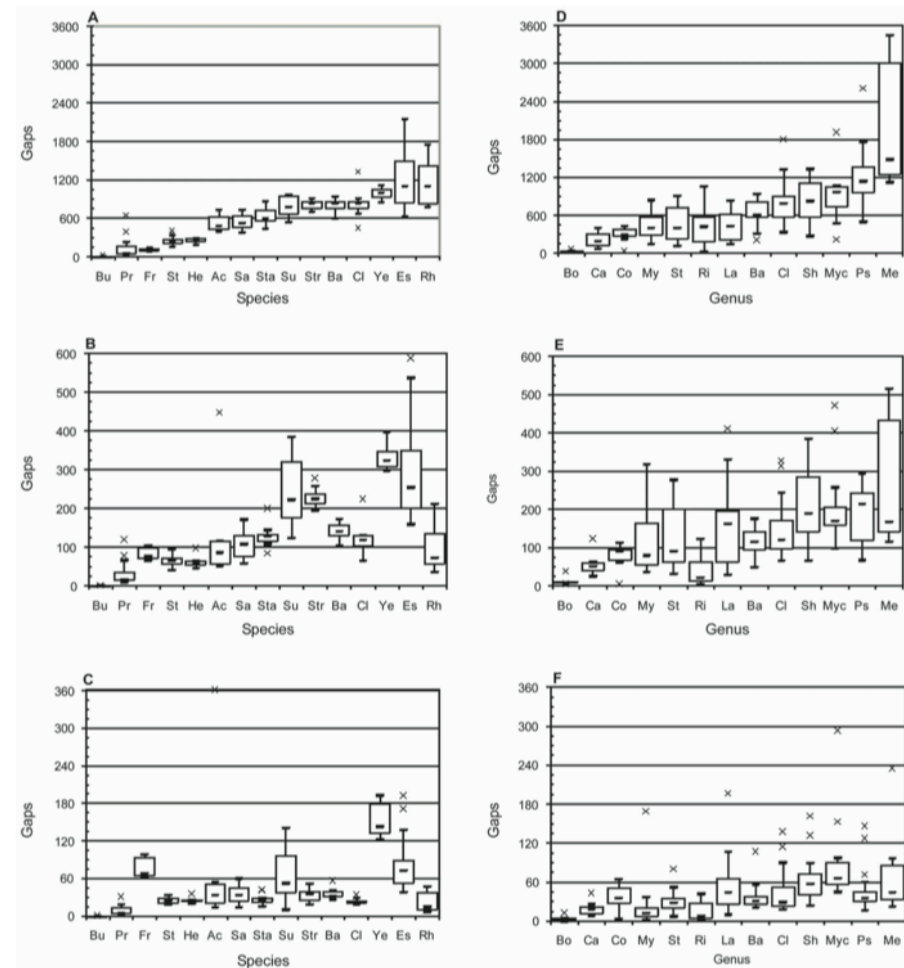 A
3600
3000
2400
1800
1200
600
0
Gaps
Bu Pr Fr St He Ac Sa Sta Su Str Ba Cl Ye Es Rh
Species
D
3600
3000
2400
1800
1200
600
0
Gaps
Bo Ca Co My St Ri La Ba Cl Sh Myc Ps Me
Genus
B
600
500
400
300
200
100
0
Gaps
Bu Pr Fr St He Ac Sa Sta Su Str Ba Cl Ye Es Rh
Species
E
600
500
400
300
200
100
0
Gaps
Bo Ca Co My St Ri La Ba Cl Sh Myc Ps Me
Genus
C
360
300
240
180
120
60
0
Gaps
Bu Pr Fr St He Ac Sa Sta Su Str Ba Cl Ye Es Rh
Species
F
360
300
240
180
120
60
0
Gaps
Bo Ca Co My St Ri La Ba Cl Sh Myc Ps Me
Genus